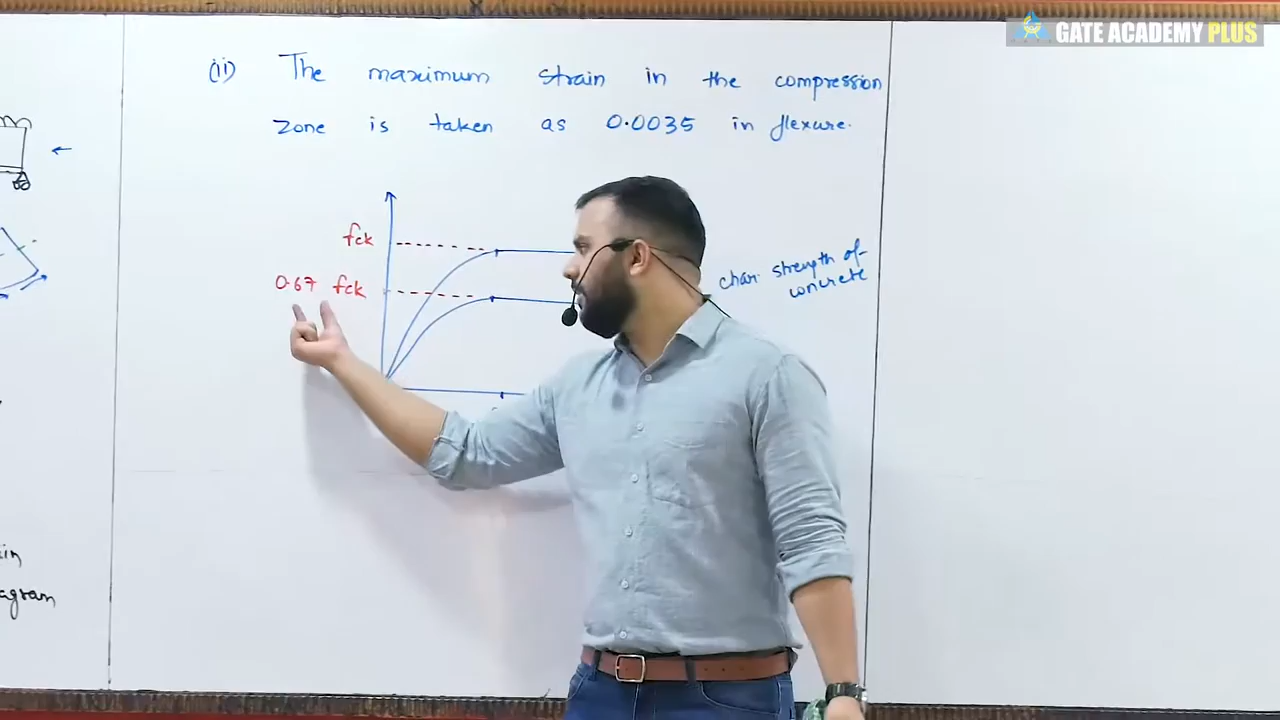 GATE ACADEMY PLUS
(ii) The maximum strain in the compression
zone is taken as 0.0035 in flexure.
fck
0.67 fck
char. strength of
concrete
agram